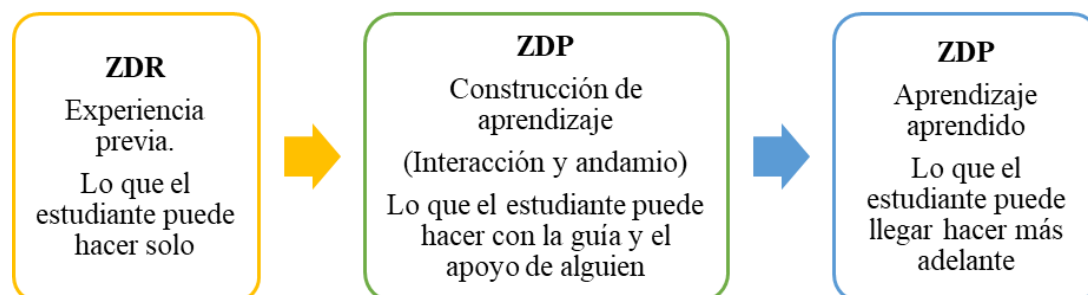 ZDR
Experiencia
previa.
Lo que el
estudiante puede
hacer solo
ZDP
Construcción de
aprendizaje
(Interacción y andamio)
Lo que el estudiante puede
hacer con la guía y el
apoyo de alguien
ZDP
Aprendizaje
aprendido
Lo que el
estudiante puede
llegar hacer más
adelante